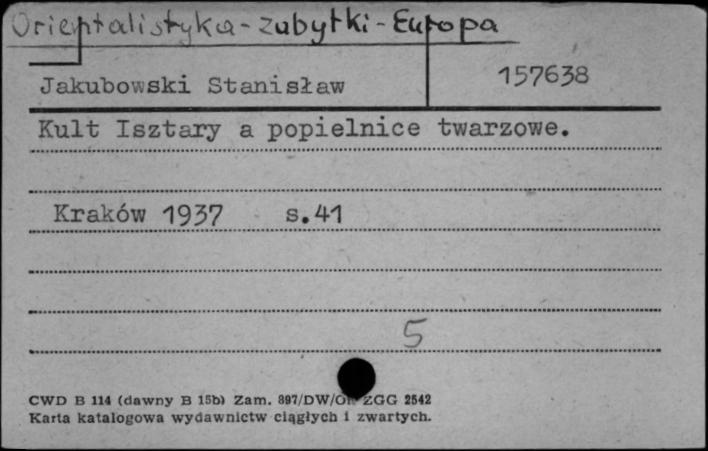 Orientalistyka - zabytki - Europa
Jakubowski Stanisław 157638
Kult Isztary a popielnice twarzowe.
Kraków 1937 s.41
5
CWD B 114 (dawny B 15b) Zam. 897/DW/OK ZGG 2542
Karta katalogowa wydawnictw ciągłych i zwartych.